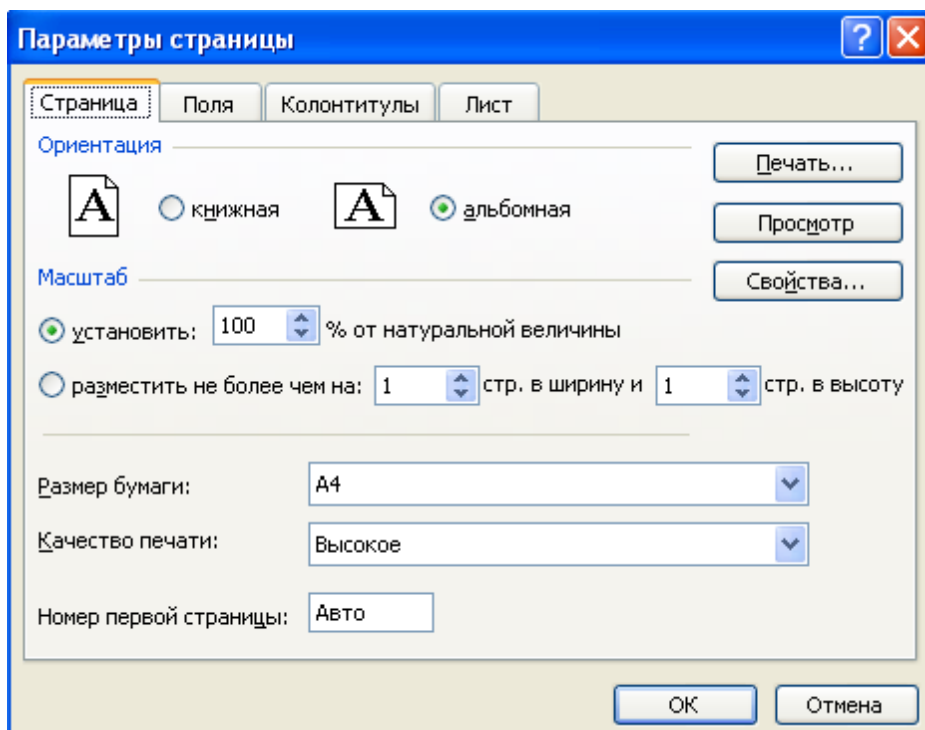 Параметры страницы
Страница Поля Колонтитулы Лист
Ориентация
Печать...
A книжная A альбомная
Просмотр
Масштаб
Свойства...
установить: 100 % от натуральной величины
разместить не более чем на: 1 стр. в ширину и 1 стр. в высоту
Размер бумаги: A4
Качество печати: Высокое
Номер первой страницы: Авто
ОК Отмена